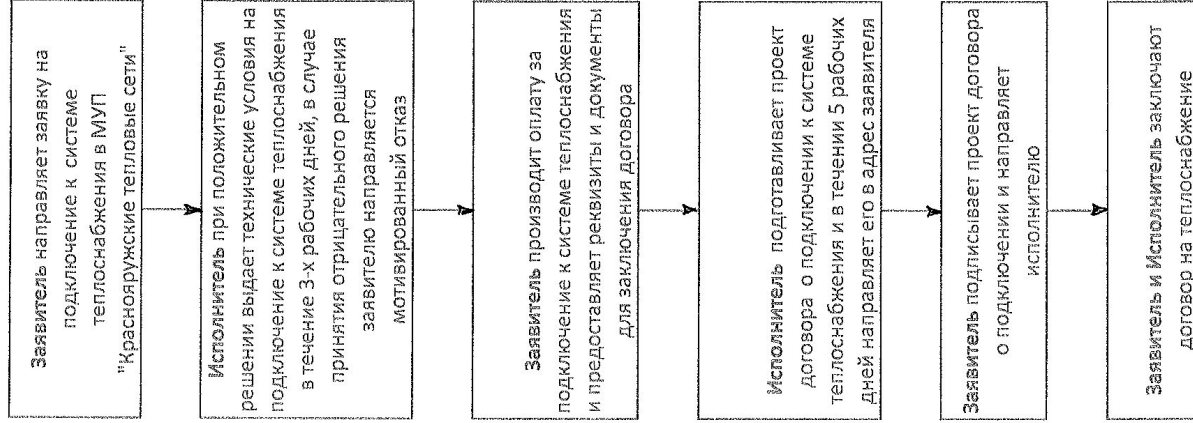 Заявитель направляет заявку на
подключение к системе
теплоснабжения в МУП
"Краснояружские тепловые сети"
Исполнитель при положительном
решении выдает технические условия на
подключение к системе теплоснабжения
в течение 3-х рабочих дней, в случае
принятия отрицательного решения
заявителю направляется
мотивированный отказ
Заявитель производит оплату за
подключение к системе теплоснабжения
и предоставляет реквизиты и документы
для заключения договора
Исполнитель подготавливает проект
договора о подключении к системе
теплоснабжения и в течении 5 рабочих
дней направляет его в адрес заявителя
Заявитель подписывает проект договора
о подключении и направляет
исполнителю
Заявитель и Исполнитель заключают
договор на теплоснабжение